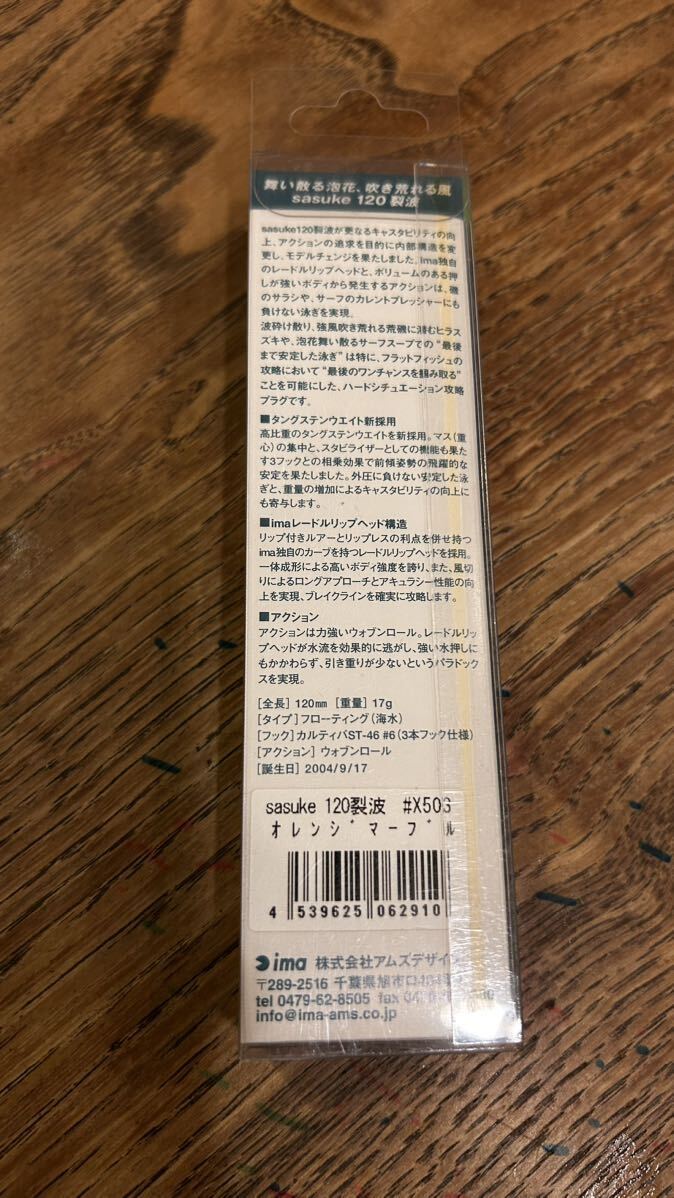 舞い散る泡花、吹き荒れる風
sasuke 120 裂波
sasuke120裂波が更なるキャスタビリティの向
上、アクションの追求を目的に内部構造を変
更し、モデルチェンジを果たしました。ima独自
のレードルリップヘッドと、ボリュームのある押
しが強いボディから発生するアクションは、磯
のサラシや、サーフのカレントプレッシャーにも
負けない泳ぎを実現。
波砕け散り、強風吹き荒れる荒磯に潜むヒラス
ズキや、泡花舞い散るサーフスープでの“最後
まで安定した泳ぎ”は特に、フラットフィッシュの
攻略において“最後のワンチャンスを掴み取る”
ことを可能にした、ハードシチュエーション攻略
プラグです。
■タングステンウエイト新採用
高比重のタングステンウエイトを新採用。マス(重
心)の集中と、スタビライザーとしての機能も果た
す3フックとの相乗効果で前傾姿勢の飛躍的な
安定を果たしました。外圧に負けない安定した泳
ぎと、重量の増加によるキャスタビリティの向上に
も寄与します。
■imaレードルリップヘッド構造
リップ付きルアーとリップレスの利点を併せ持つ
ima独自のカーブを持つレードルリップヘッドを採用。
一体成形による高いボディ強度を誇り、また、風切
りによるロングアプローチとアキュラシー性能の向
上を実現、ブレイクラインを確実に攻略します。
■アクション
アクションは力強いウォブンロール。レードルリッ
プヘッドが水流を効果的に逃がし、強い水押しに
もかかわらず、引き重りが少ないというパラドック
スを実現。
[全長] 120mm [重量] 17g
[タイプ] フローティング(海水)
[フック] カルティバST-46 #6(3本フック仕様)
[アクション] ウォブンロール
[誕生日] 2004/9/17
sasuke 120裂波 #X506
オレンジマーブル
4 539625 062910
ima 株式会社アムズデザイン
〒289-2516 千葉県旭市ロ
tel 0479-62-8505 fax
info@ima-ams.co.jp